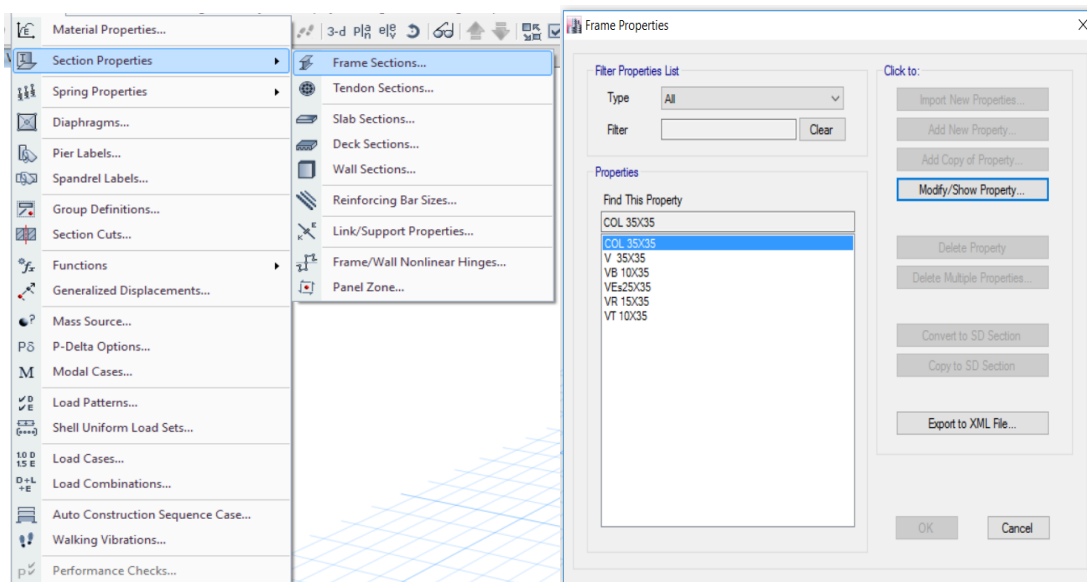 Material Properties...
Section Properties
Spring Properties
Diaphragms...
Pier Labels...
Spandrel Labels...
Group Definitions...
Section Cuts...
Functions
Generalized Displacements...
Mass Source...
Pδ P-Delta Options...
M Modal Cases...
Load Patterns...
Shell Uniform Load Sets...
1.0 D
1.5 E
Load Cases...
D+L
+E
Load Combinations...
Auto Construction Sequence Case...
Walking Vibrations...
Performance Checks...
3-d
Frame Sections...
Tendon Sections...
Slab Sections...
Deck Sections...
Wall Sections...
Reinforcing Bar Sizes...
Link/Support Properties...
Frame/Wall Nonlinear Hinges...
Panel Zone...
Frame Properties
Filter Properties List
Type All
Filter Clear
Properties
Find This Property
COL 35X35
COL 35X35
V 35X35
VB 10X35
VEs25X35
VR 15X35
VT 10X35
Click to:
Import New Properties...
Add New Property...
Add Copy of Property...
Modify/Show Property...
Delete Property
Delete Multiple Properties...
Convert to SD Section
Copy to SD Section
Export to XML File...
OK Cancel